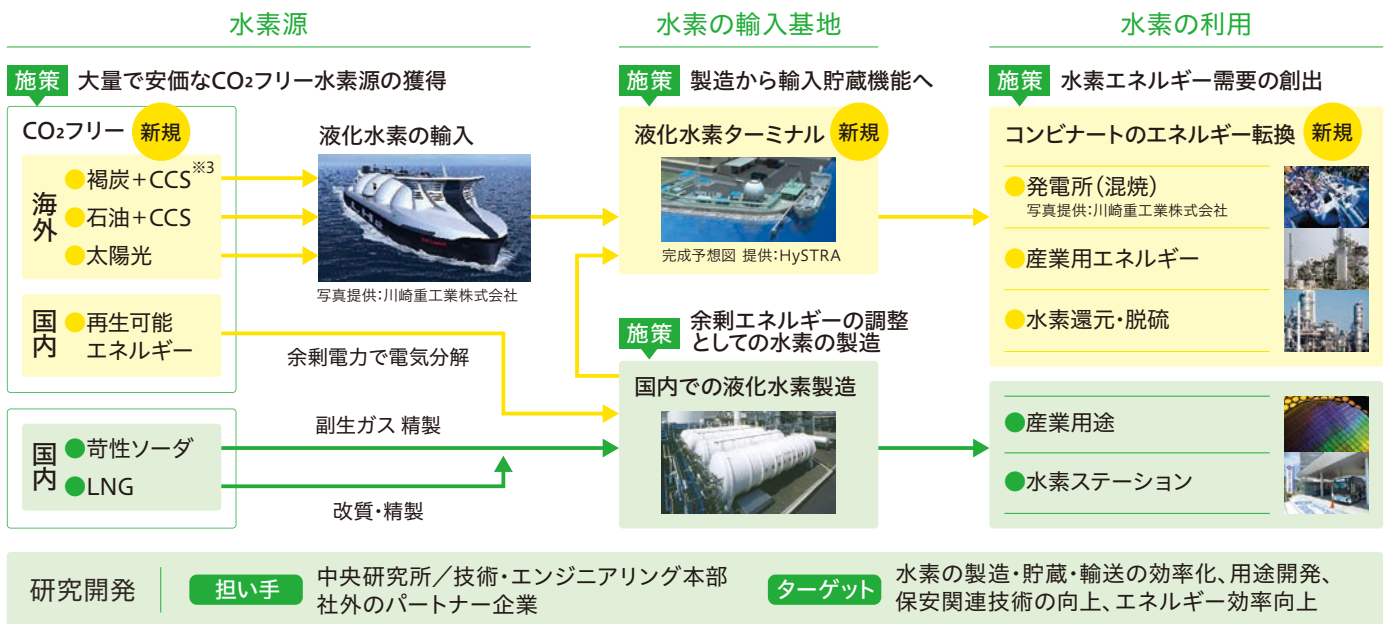 水素源
水素の輸入基地
水素の利用
施策 大量で安価なCO₂フリー水素源の獲得
CO₂フリー 新規
海外
褐炭+CCS※3
石油+CCS
太陽光
国内
再生可能
エネルギー
国内
苛性ソーダ
LNG
液化水素の輸入
写真提供:川崎重工業株式会社
余剰電力で電気分解
副生ガス 精製
改質・精製
施策 製造から輸入貯蔵機能へ
液化水素ターミナル 新規
完成予想図 提供:HySTRA
施策 余剰エネルギーの調整
としての水素の製造
国内での液化水素製造
施策 水素エネルギー需要の創出
コンビナートのエネルギー転換 新規
発電所(混焼)
写真提供:川崎重工業株式会社
産業用エネルギー
水素還元・脱硫
産業用途
水素ステーション
研究開発
担い手 中央研究所/技術・エンジニアリング本部
社外のパートナー企業
ターゲット 水素の製造・貯蔵・輸送の効率化、用途開発、
保安関連技術の向上、エネルギー効率向上